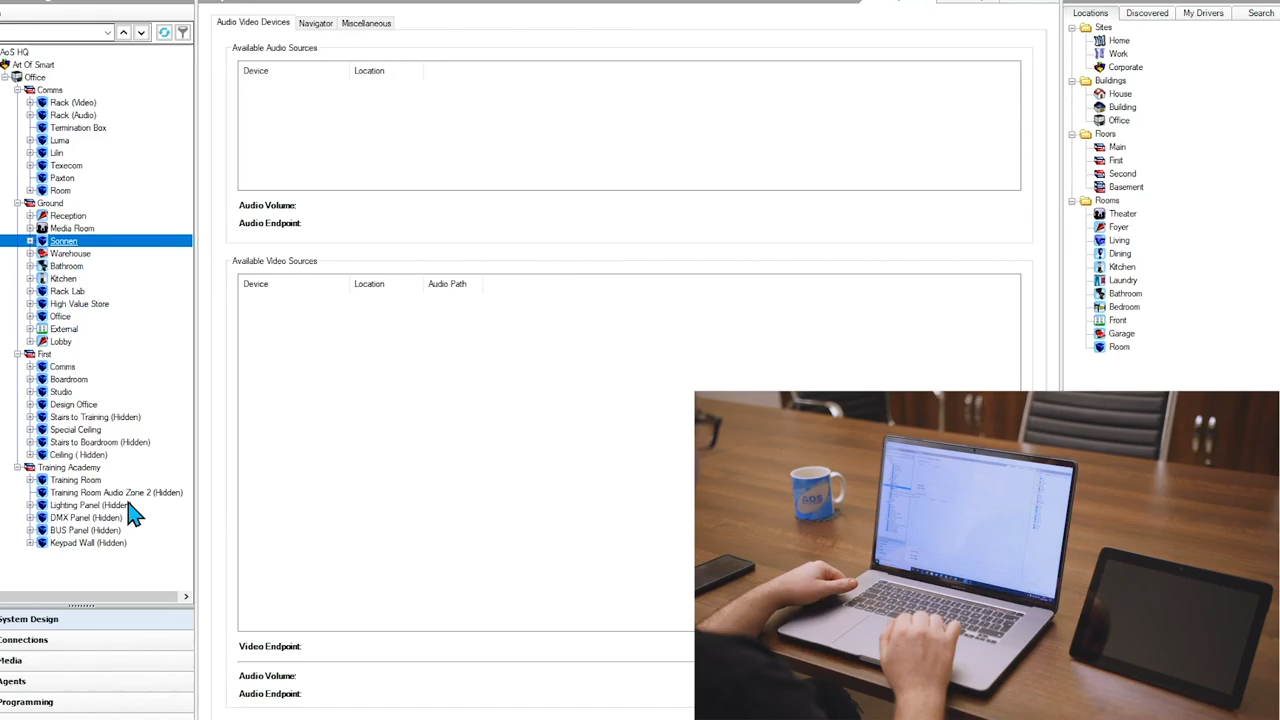 Audio Video Devices
Navigator
Miscellaneous
Locations
Discovered
My Drivers
Search
AoS HQ
Art Of Smart
Office
Comms
Rack (Video)
Rack (Audio)
Termination Box
Luma
Lilin
Texecom
Paxton
Room
Ground
Reception
Media Room
Sonnen
Warehouse
Bathroom
Kitchen
Rack Lab
High Value Store
Office
External
Lobby
First
Comms
Boardroom
Studio
Design Office
Stairs to Training (Hidden)
Special Ceiling
Stairs to Boardroom (Hidden)
Ceiling ( Hidden)
Training Academy
Training Room
Training Room Audio Zone 2 (Hidden)
Lighting Panel (Hidden
DMX Panel (Hidden)
BUS Panel (Hidden)
Keypad Wall (Hidden)
System Design
Connections
Media
Agents
Programming
Available Audio Sources
Device Location
Audio Volume:
Audio Endpoint:
Available Video Sources
Device Location Audio Path
Video Endpoint:
Audio Volume:
Audio Endpoint:
Sites
Home
Work
Corporate
Buildings
House
Building
Office
Floors
Main
First
Second
Basement
Rooms
Theater
Foyer
Living
Dining
Kitchen
Laundry
Bathroom
Bedroom
Front
Garage
Room
AOS